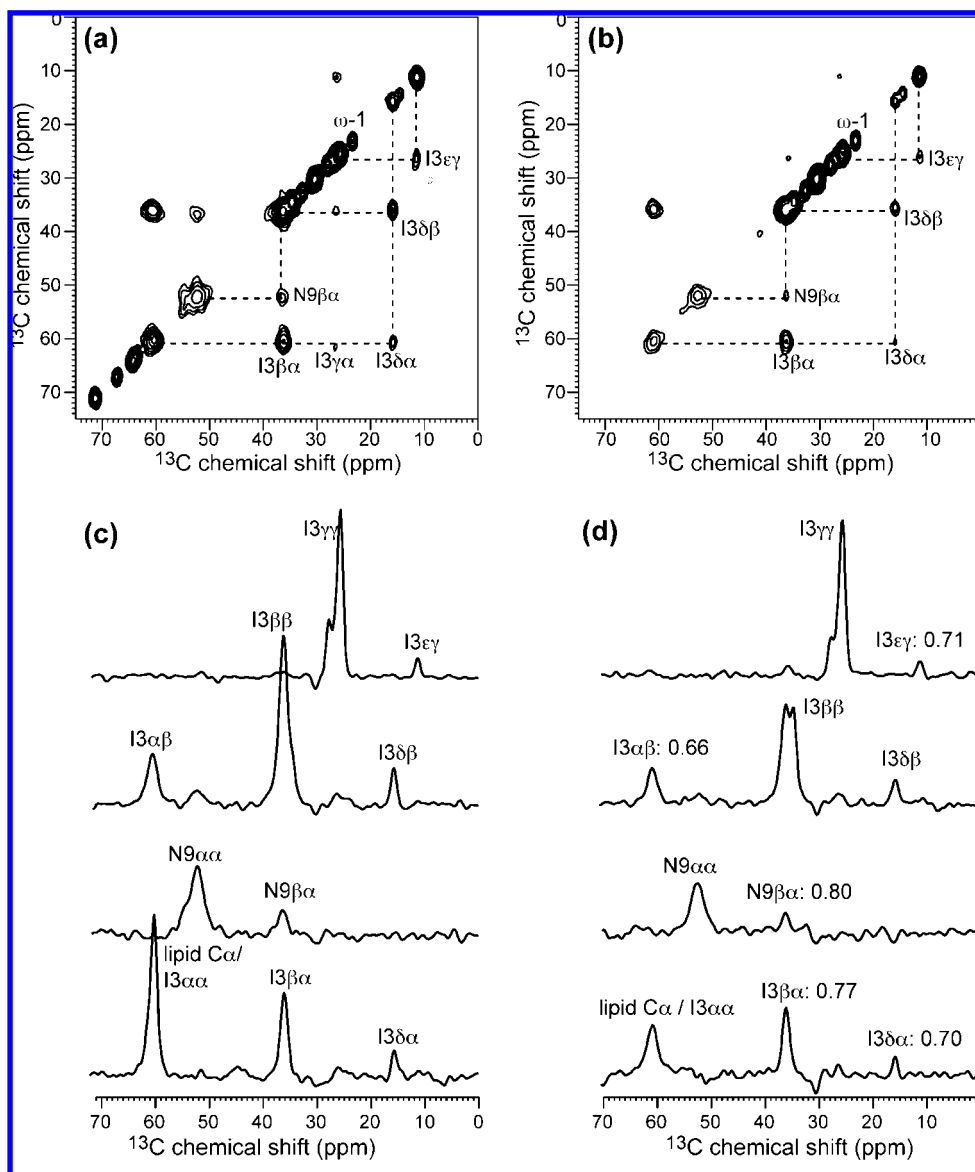 (a)
0
10
20
30
40
50
60
70
¹³C chemical shift (ppm)
ω-1
I3εγ
I3δβ
N9βα
I3βα
I3γα
I3δα
70 60 50 40 30 20 10 0
¹³C chemical shift (ppm)
(b)
0
10
20
30
40
50
60
70
¹³C chemical shift (ppm)
ω-1
I3εγ
I3δβ
N9βα
I3βα
I3δα
70 60 50 40 30 20 10
¹³C chemical shift (ppm)
(c)
I3γγ
I3εγ
I3ββ
I3αβ
I3δβ
N9αα
N9βα
lipid Cα/
I3αα
I3βα
I3δα
70 60 50 40 30 20 10 0
¹³C chemical shift (ppm)
(d)
I3γγ
I3εγ: 0.71
I3ββ
I3αβ: 0.66
I3δβ
N9αα
N9βα: 0.80
lipid Cα / I3αα
I3βα: 0.77
I3δα: 0.70
70 60 50 40 30 20 10
¹³C chemical shift (ppm)